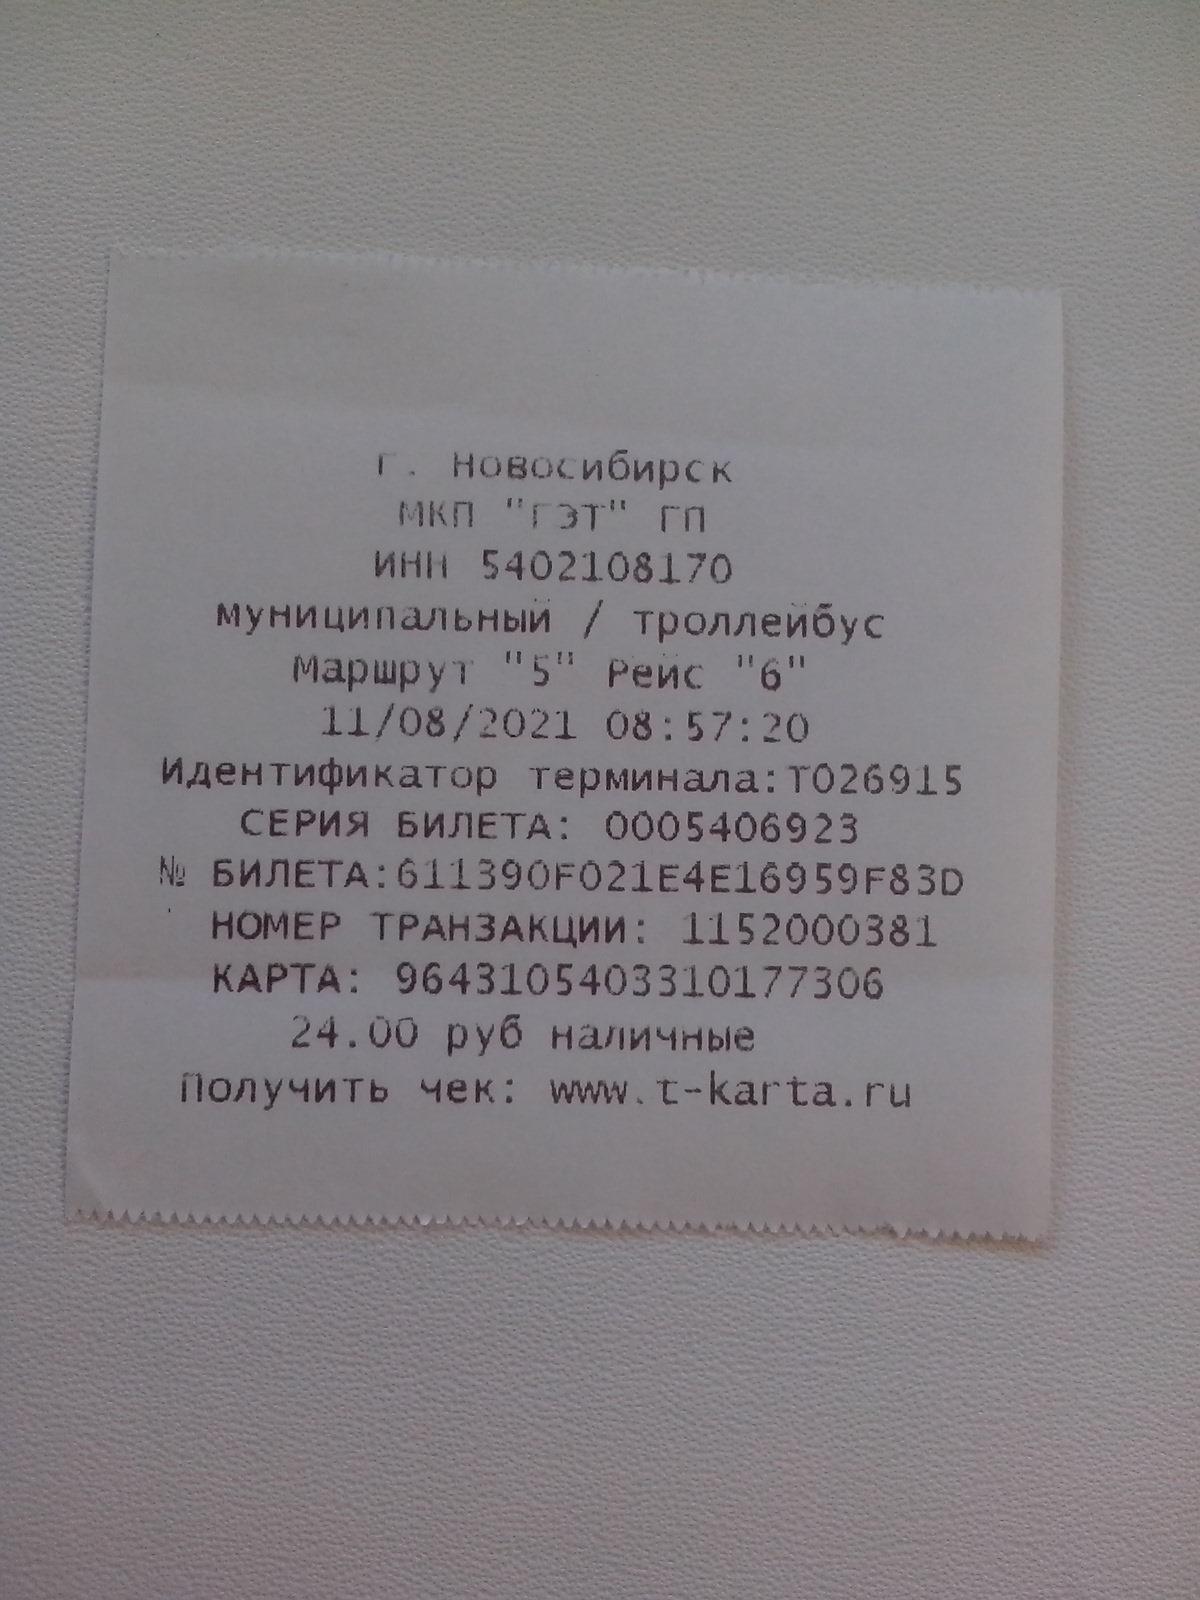 г. Новосибирск
МКП "ГЭТ" ГП
ИНН 5402108170
муниципальный / троллейбус
Маршрут "5" Рейс "6"
11/08/2021 08:57:20
Идентификатор терминала:T026915
СЕРИЯ БИЛЕТА: 0005406923
№ БИЛЕТА:611390F021E4E16959F83D
НОМЕР ТРАНЗАКЦИИ: 1152000381
КАРТА: 9643105403310177306
24.00 руб наличные
Получить чек: www.t-karta.ru